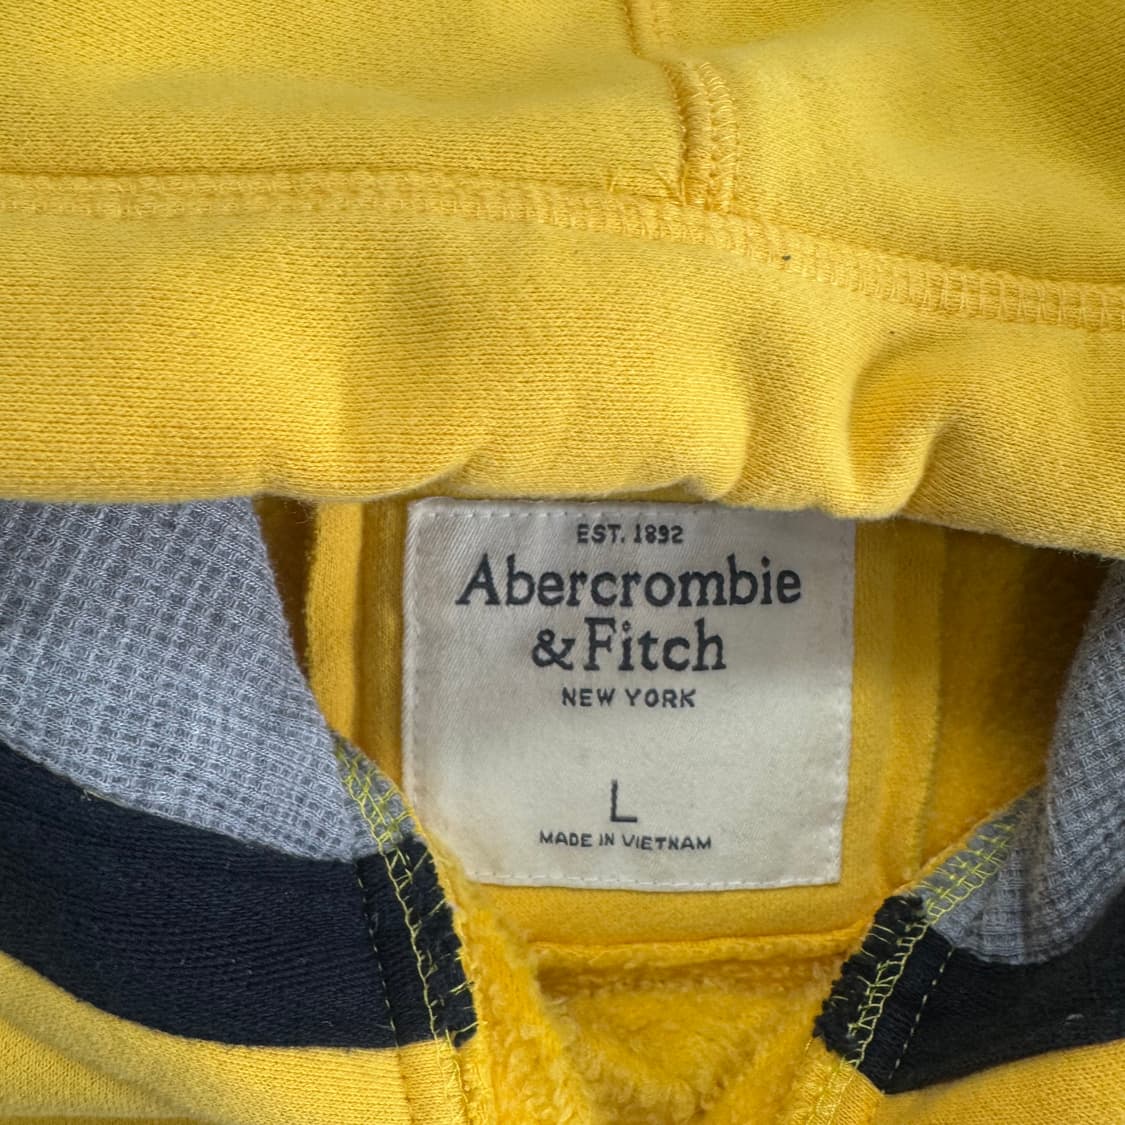 EST. 1892
Abercrombie
& Fitch
NEW YORK
L
MADE IN VIETNAM